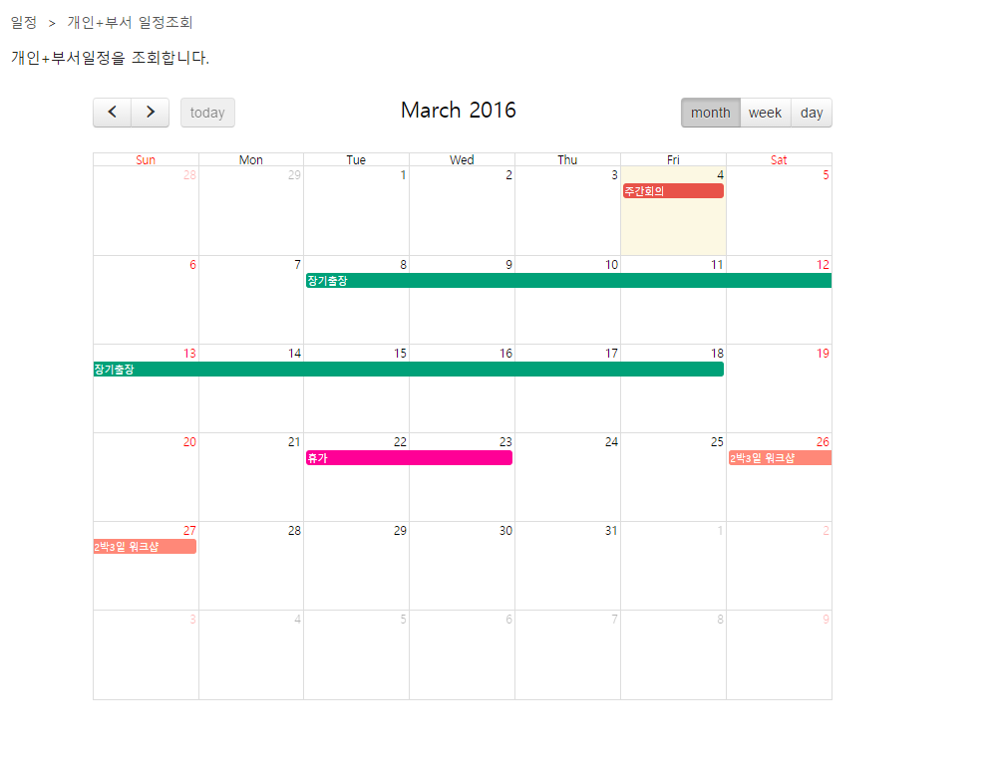 일정 > 개인+부서 일정조회
개인+부서일정을 조회합니다.
today March 2016 month week day
Sun Mon Tue Wed Thu Fri Sat
28 29 1 2 3 4 5
주간회의
6 7 8 9 10 11 12
장기출장
13 14 15 16 17 18 19
장기출장
20 21 22 23 24 25 26
휴가 2박3일 워크샵
27 28 29 30 31 1 2
2박3일 워크샵
3 4 5 6 7 8 9